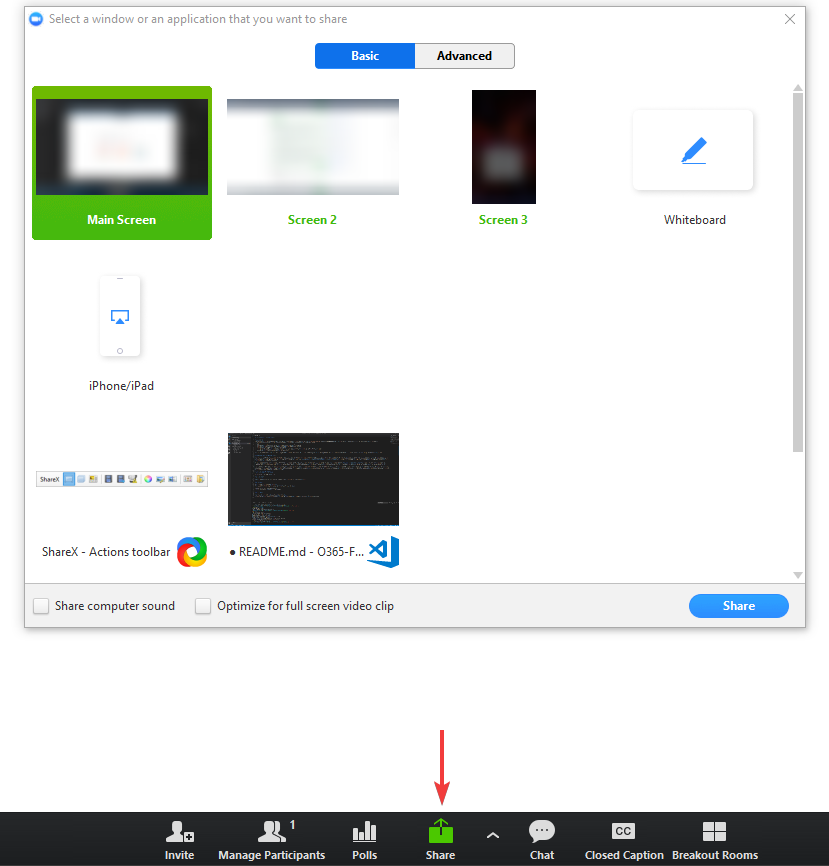 Select a window or an application that you want to share
Basic
Advanced
Main Screen
Screen 2
Screen 3
Whiteboard
iPhone/iPad
ShareX
ShareX - Actions toolbar
● README.md - O365-F...
Share computer sound
Optimize for full screen video clip
Share
1
CC
Invite
Manage Participants
Polls
Share
Chat
Closed Caption
Breakout Rooms